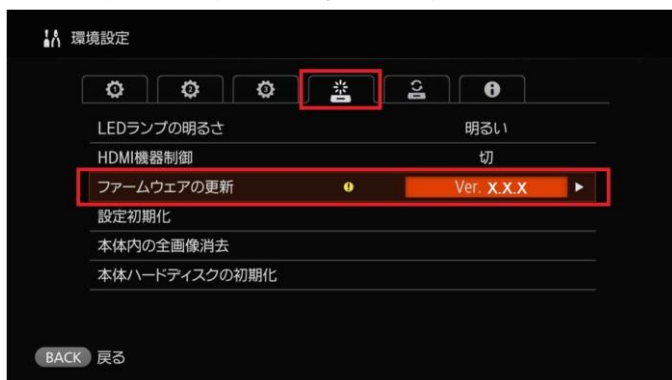 環境設定
1 2 3
LEDランプの明るさ 明るい
HDMI機器制御 切
ファームウェアの更新 Ver. X.X.X
設定初期化
本体内の全画像消去
本体ハードディスクの初期化
BACK 戻る